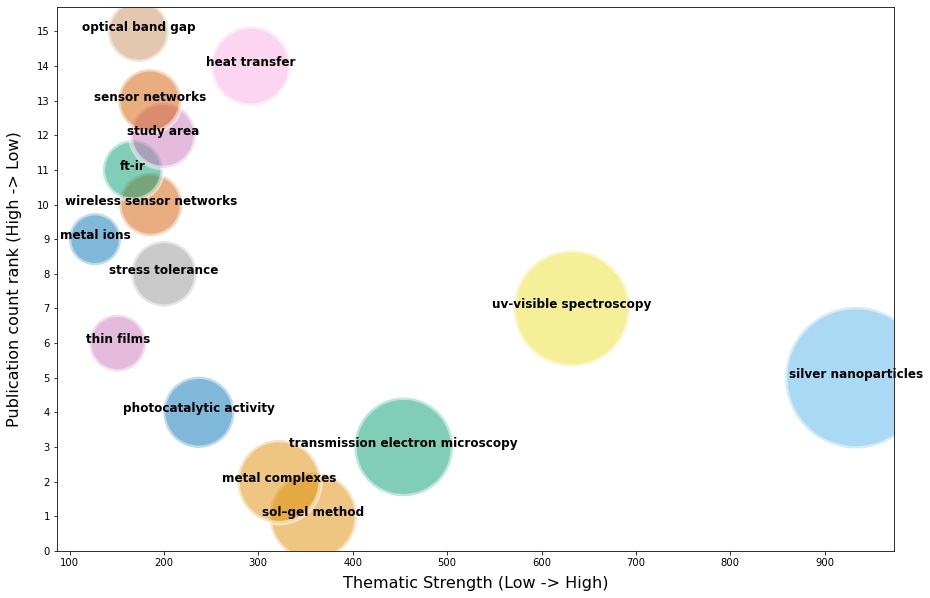 15
optical band gap
14
heat transfer
13
sensor networks
12
study area
11
ft-ir
10
wireless sensor networks
9
metal ions
8
stress tolerance
7
uv-visible spectroscopy
6
thin films
5
silver nanoparticles
4
photocatalytic activity
3
transmission electron microscopy
2
metal complexes
1
sol–gel method
0
Publication count rank (High -> Low)
100 200 300 400 500 600 700 800 900
Thematic Strength (Low -> High)